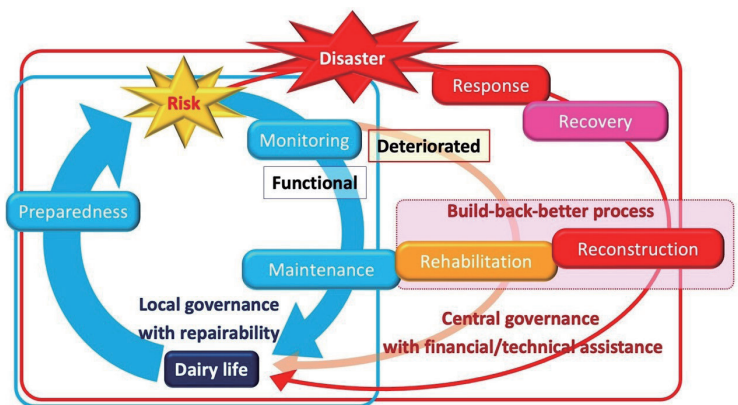 Disaster
Risk
Response
Recovery
Monitoring
Deteriorated
Functional
Preparedness
Build-back-better process
Maintenance
Rehabilitation
Reconstruction
Local governance
with repairability
Central governance
with financial/technical assistance
Dairy life